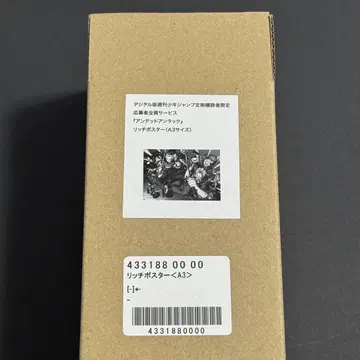 デジタル版週刊少年ジャンプ定期購読者限定
応募者全員サービス
『アンデッドアンラック』
リッチポスター(A3サイズ)
433188 00 00
リッチポスター<A3>
[-]*-
-
4331880000